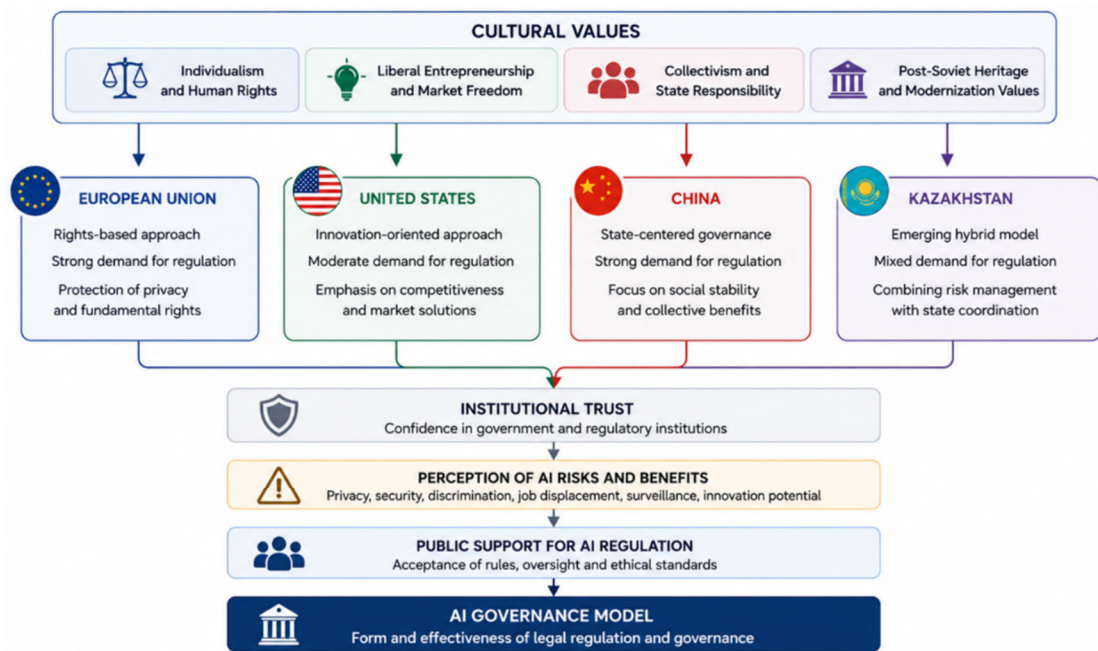 CULTURAL VALUES
Individualism
and Human Rights
Liberal Entrepreneurship
and Market Freedom
Collectivism and
State Responsibility
Post-Soviet Heritage
and Modernization Values
EUROPEAN UNION
Rights-based approach
Strong demand for regulation
Protection of privacy
and fundamental rights
UNITED STATES
Innovation-oriented approach
Moderate demand for regulation
Emphasis on competitiveness
and market solutions
CHINA
State-centered governance
Strong demand for regulation
Focus on social stability
and collective benefits
KAZAKHSTAN
Emerging hybrid model
Mixed demand for regulation
Combining risk management
with state coordination
INSTITUTIONAL TRUST
Confidence in government and regulatory institutions
PERCEPTION OF AI RISKS AND BENEFITS
Privacy, security, discrimination, job displacement, surveillance, innovation potential
PUBLIC SUPPORT FOR AI REGULATION
Acceptance of rules, oversight and ethical standards
AI GOVERNANCE MODEL
Form and effectiveness of legal regulation and governance